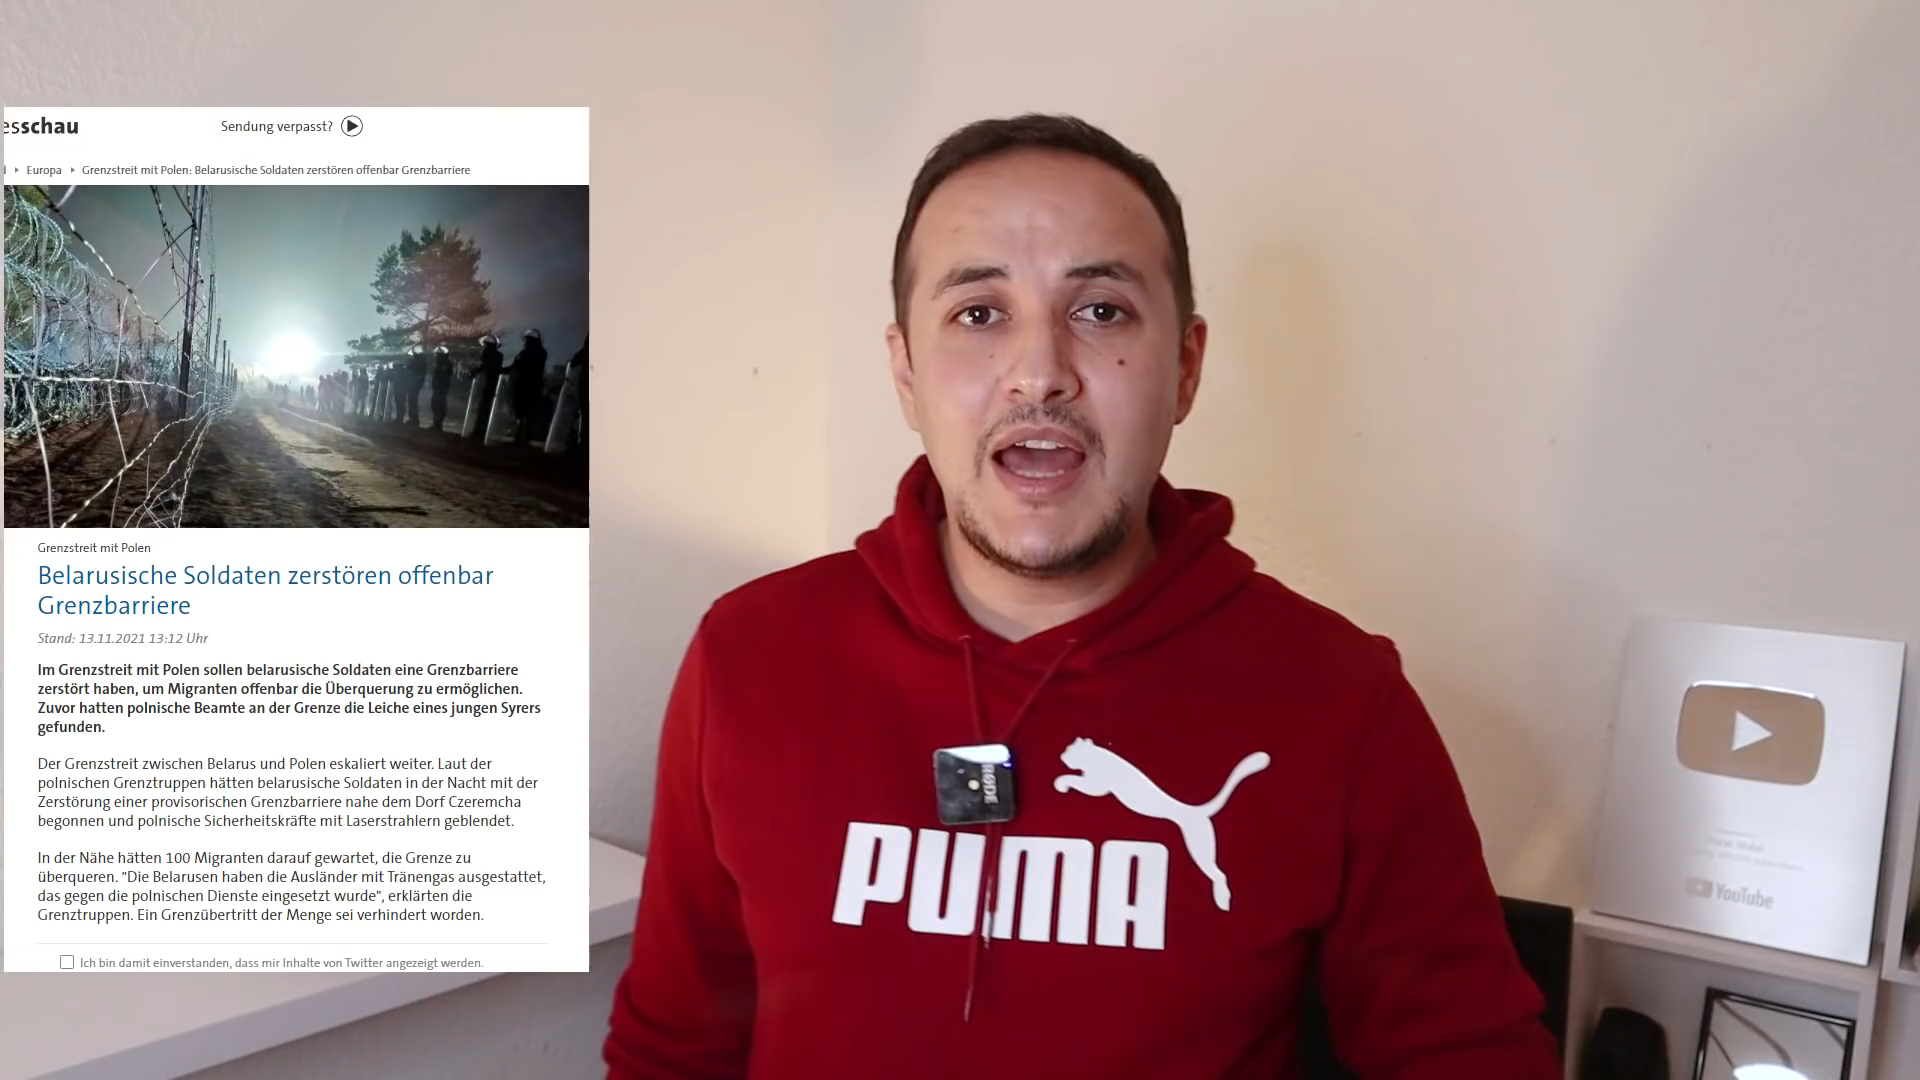 esschau
Sendung verpasst?
Europa
Grenzstreit mit Polen: Belarusische Soldaten zerstören offenbar Grenzbarriere
Grenzstreit mit Polen
Belarusische Soldaten zerstören offenbar
Grenzbarriere
Stand: 13.11.2021 13:12 Uhr
Im Grenzstreit mit Polen sollen belarusische Soldaten eine Grenzbarriere
zerstört haben, um Migranten offenbar die Überquerung zu ermöglichen.
Zuvor hatten polnische Beamte an der Grenze die Leiche eines jungen Syrers
gefunden.
Der Grenzstreit zwischen Belarus und Polen eskaliert weiter. Laut der
polnischen Grenztruppen hätten belarusische Soldaten in der Nacht mit der
Zerstörung einer provisorischen Grenzbarriere nahe dem Dorf Czeremcha
begonnen und polnische Sicherheitskräfte mit Laserstrahlern geblendet.
In der Nähe hätten 100 Migranten darauf gewartet, die Grenze zu
überqueren. "Die Belarusen haben die Ausländer mit Tränengas ausgestattet,
das gegen die polnischen Dienste eingesetzt wurde", erklärten die
Grenztruppen. Ein Grenzübertritt der Menge sei verhindert worden.
Ich bin damit einverstanden, dass mir Inhalte von Twitter angezeigt werden.
RØDE
PUMA
YouTube